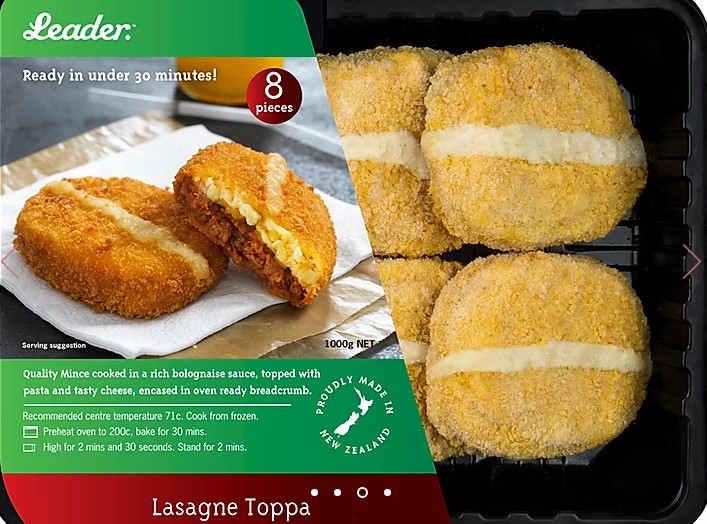 Leader.™
Ready in under 30 minutes!
8
pieces
Serving suggestion
1000g NET
Quality Mince cooked in a rich bolognaise sauce, topped with
pasta and tasty cheese, encased in oven ready breadcrumb.
Recommended centre temperature 71c. Cook from frozen.
Preheat oven to 200c, bake for 30 mins.
High for 2 mins and 30 seconds. Stand for 2 mins.
PROUDLY MADE IN
NEW ZEALAND
Lasagne Toppa